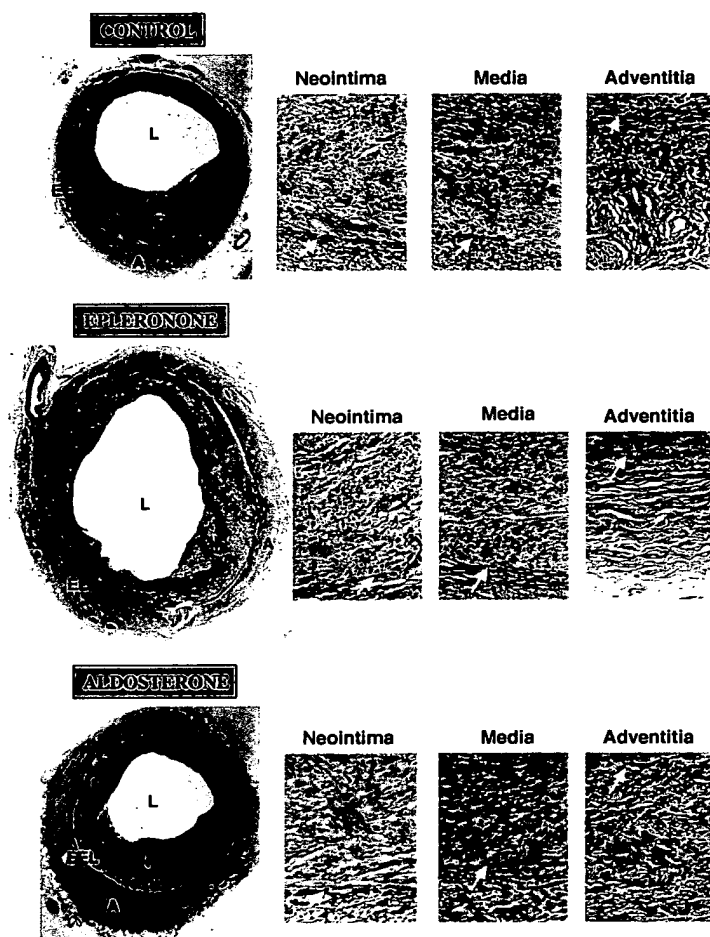 CONTROL
Neointima
Media
Adventitia
L
A
EPLERONONE
Neointima
Media
Adventitia
L
ALDOSTERONE
Neointima
Media
Adventitia
L
EEL
A